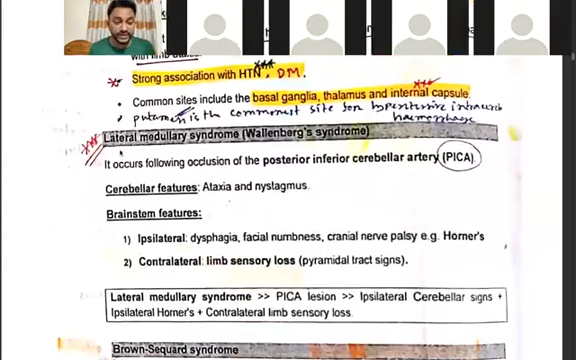 with limb ataxia.
Strong association with HTN, DM.
• Common sites include the basal ganglia, thalamus and internal capsule.
• putamen is the commonest site for hypertensive intracereb
haemorrhage
Lateral medullary syndrome (Wallenberg's syndrome)
It occurs following occlusion of the posterior inferior cerebellar artery (PICA)
Cerebellar features: Ataxia and nystagmus.
Brainstem features:
1) Ipsilateral: dysphagia, facial numbness, cranial nerve palsy e.g. Horner's
2) Contralateral: limb sensory loss (pyramidal tract signs).
Lateral medullary syndrome >> PICA lesion >> Ipsilateral Cerebellar signs +
Ipsilateral Horner's + Contralateral limb sensory loss.
Brown-Sequard syndrome